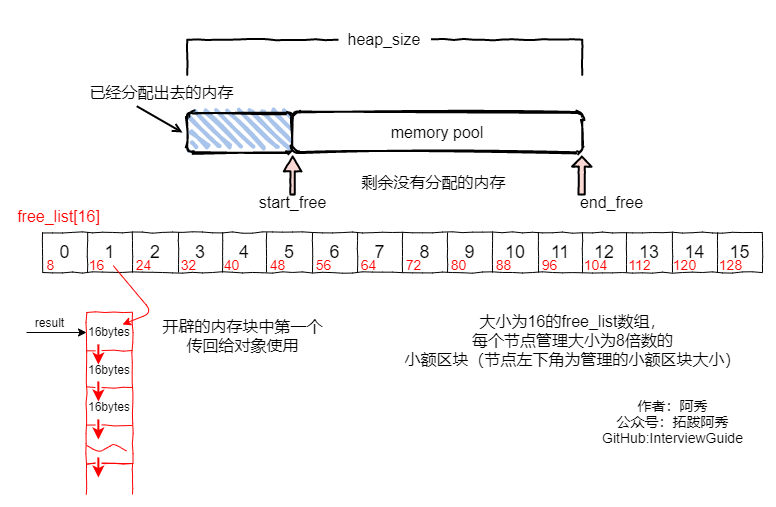 heap_size
已经分配出去的内存
memory pool
剩余没有分配的内存
start_free
end_free
free_list[16]
0 1 2 3 4 5 6 7 8 9 10 11 12 13 14 15
8 16 24 32 40 48 56 64 72 80 88 96 104 112 120 128
result
16bytes
16bytes
16bytes
开辟的内存块中第一个
传回给对象使用
大小为16的free_list数组,
每个节点管理大小为8倍数的
小额区块（节点左下角为管理的小额区块大小）
作者：阿秀
公众号：拓跋阿秀
GitHub:InterviewGuide